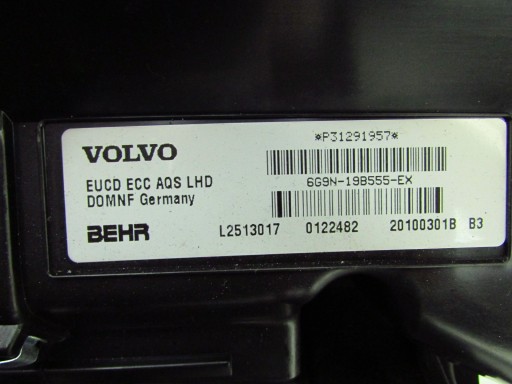 *P31291957*
VOLVO
EUCD ECC AQS LHD
6G9N-19B555-EX
DOMNF Germany
BEHR L2513017 0122482 20100301B B3